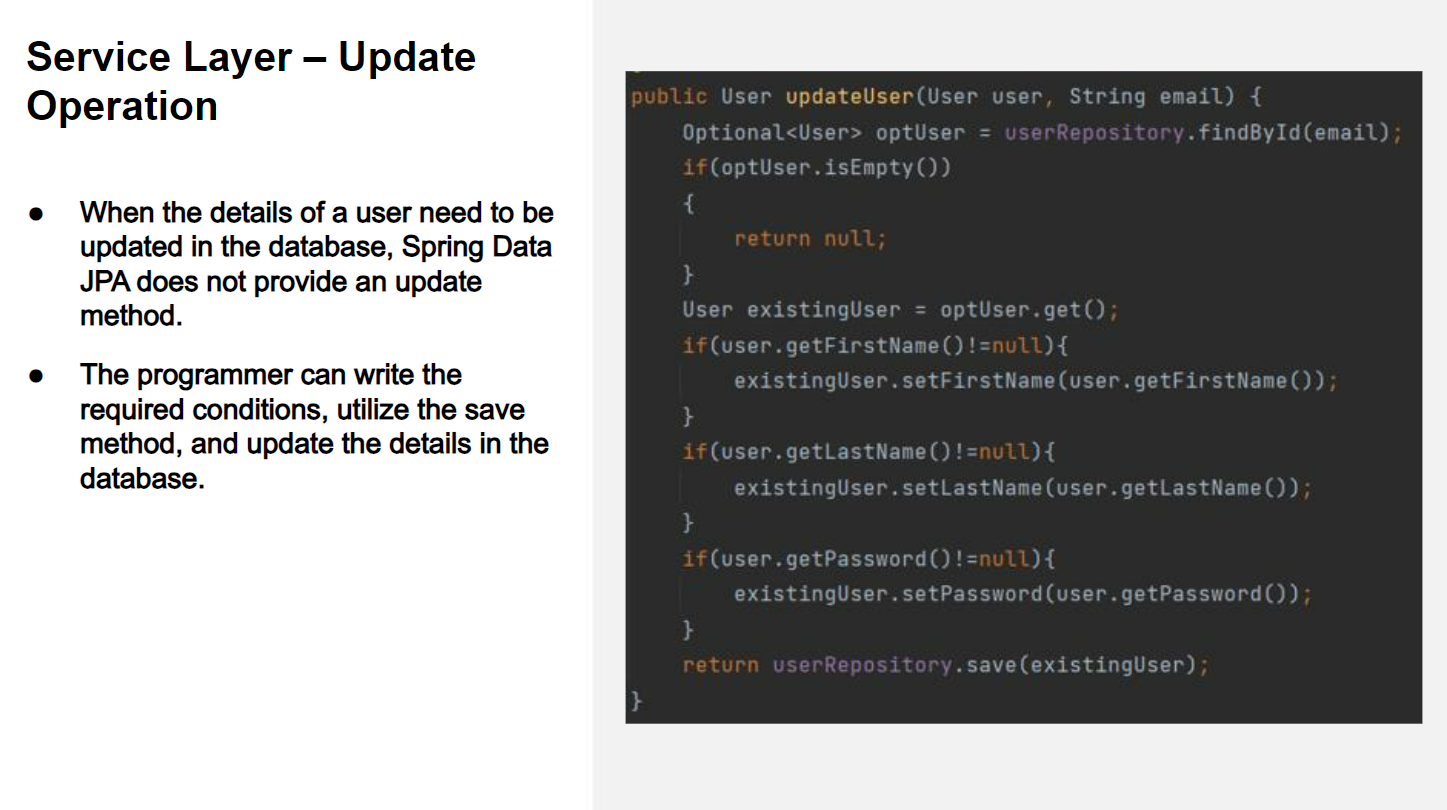 Service Layer – Update
Operation
● When the details of a user need to be
updated in the database, Spring Data
JPA does not provide an update
method.
● The programmer can write the
required conditions, utilize the save
method, and update the details in the
database.
public User updateUser(User user, String email) {
    Optional<User> optUser = userRepository.findById(email);
    if(optUser.isEmpty())
    {
        return null;
    }
    User existingUser = optUser.get();
    if(user.getFirstName()!=null){
        existingUser.setFirstName(user.getFirstName());
    }
    if(user.getLastName()!=null){
        existingUser.setLastName(user.getLastName());
    }
    if(user.getPassword()!=null){
        existingUser.setPassword(user.getPassword());
    }
    return userRepository.save(existingUser);
}